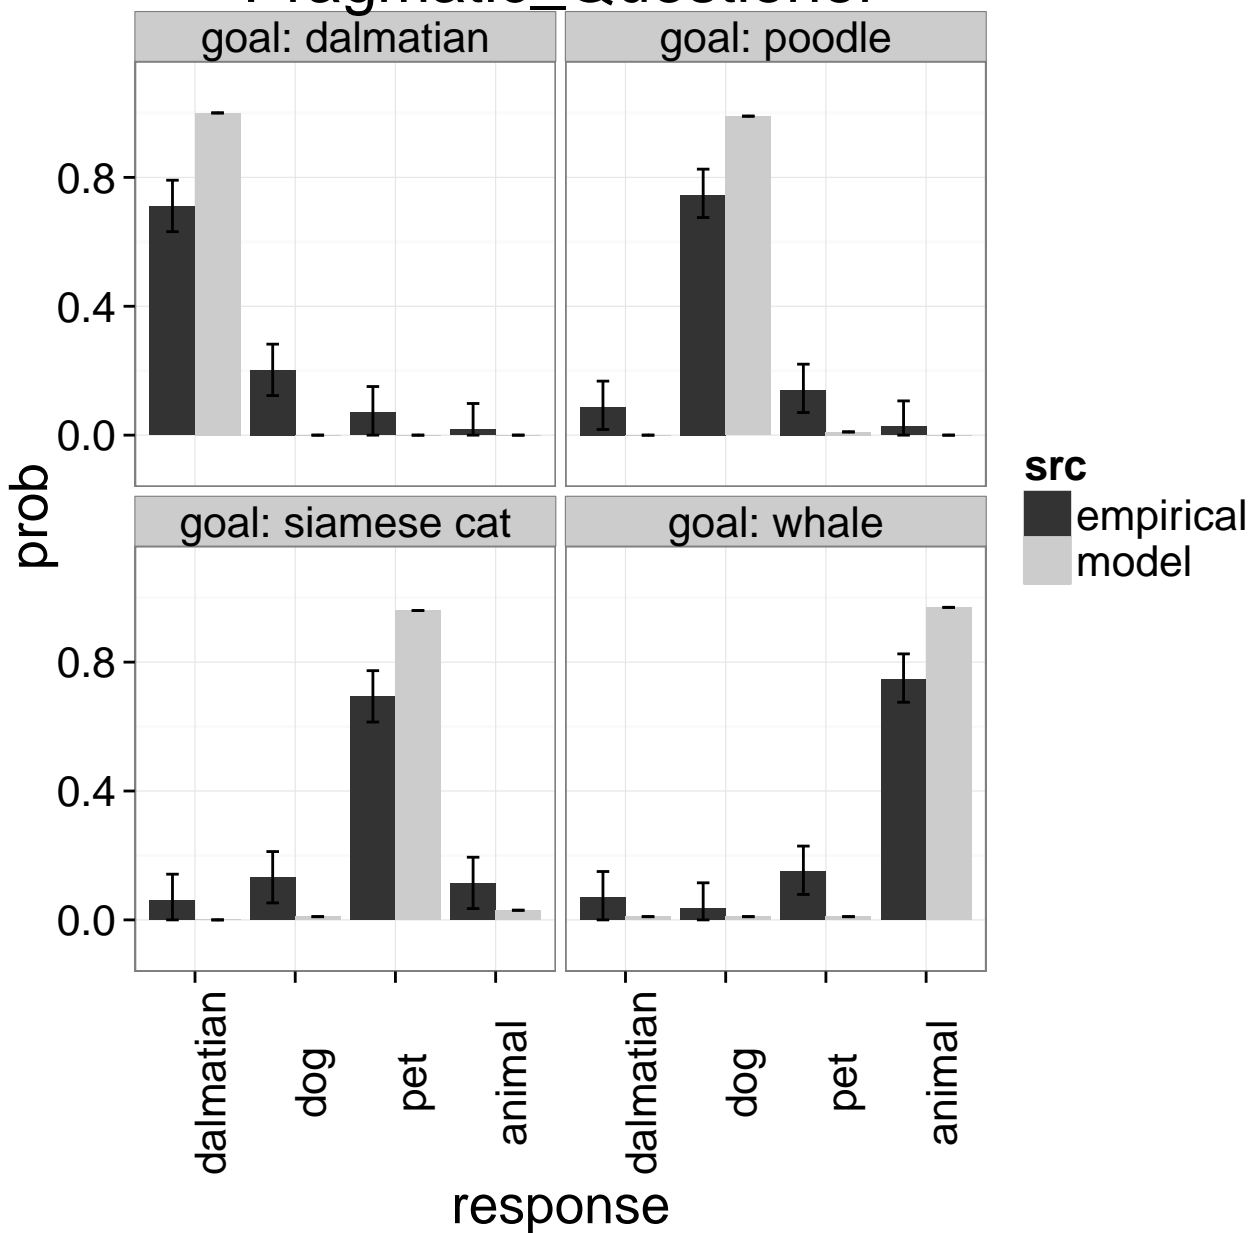 Pragmatic_Questioner
goal: dalmatian
goal: poodle
0.8
0.4
0.0
goal: siamese cat
goal: whale
0.8
0.4
0.0
prob
src
empirical
model
dalmatian
dog
pet
animal
dalmatian
dog
pet
animal
response